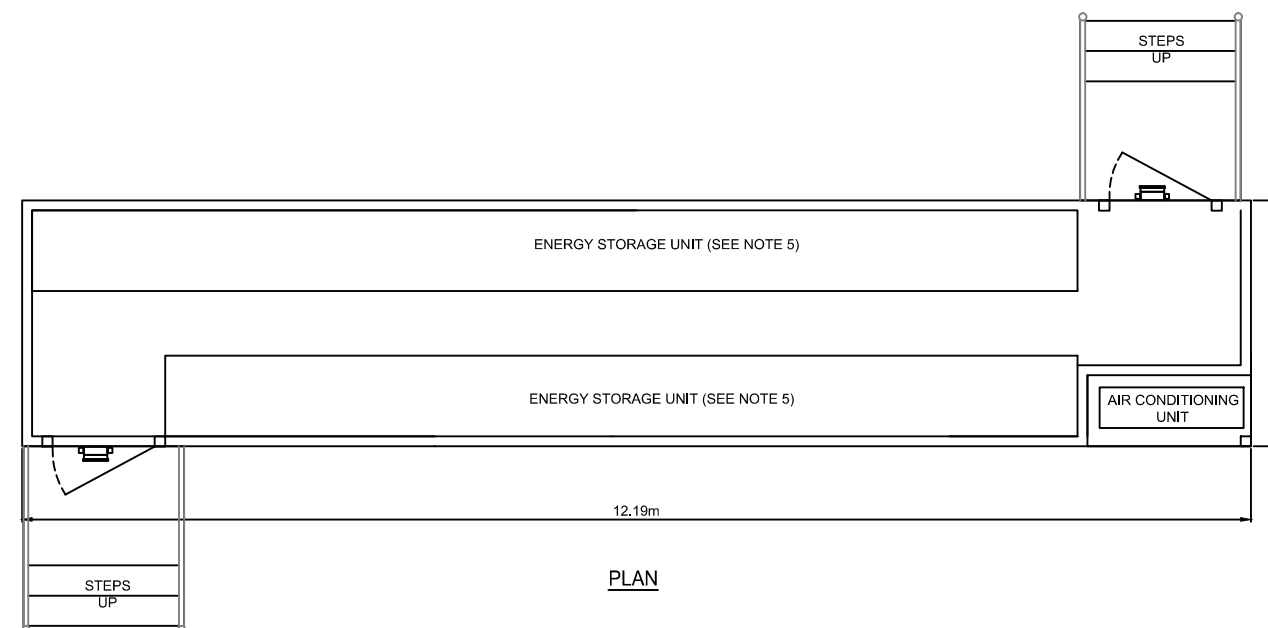 STEPS
UP
ENERGY STORAGE UNIT (SEE NOTE 5)
ENERGY STORAGE UNIT (SEE NOTE 5)
AIR CONDITIONING
UNIT
12.19m
PLAN
STEPS
UP